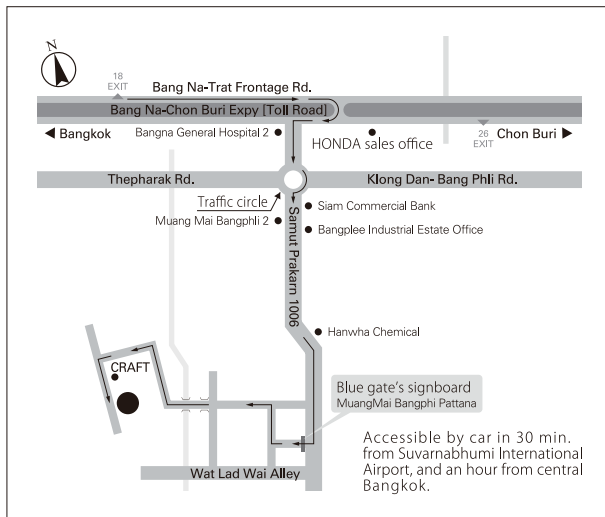 N
18
EXIT
Bang Na-Trat Frontage Rd.
Bang Na-Chon Buri Expy [Toll Road]
◀ Bangkok
Bangna General Hospital 2
HONDA sales office
26
EXIT
Chon Buri ▶
Thepharak Rd.
Klong Dan- Bang Phli Rd.
Traffic circle
Muang Mai Bangphli 2
Samut Prakarn 1006
Siam Commercial Bank
Bangplee Industrial Estate Office
Hanwha Chemical
CRAFT
Blue gate's signboard
MuangMai Bangphi Pattana
Wat Lad Wai Alley
Accessible by car in 30 min.
from Suvarnabhumi International
Airport, and an hour from central
Bangkok.